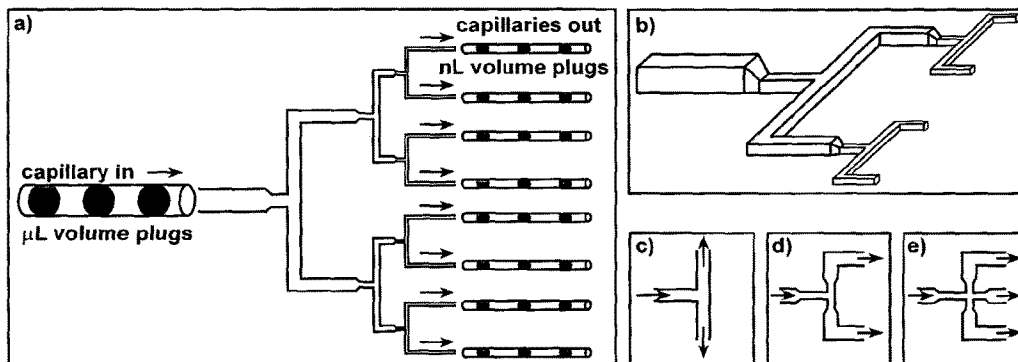 a)
capillaries out
nL volume plugs
capillary in
μL volume plugs
b)
c)
d)
e)